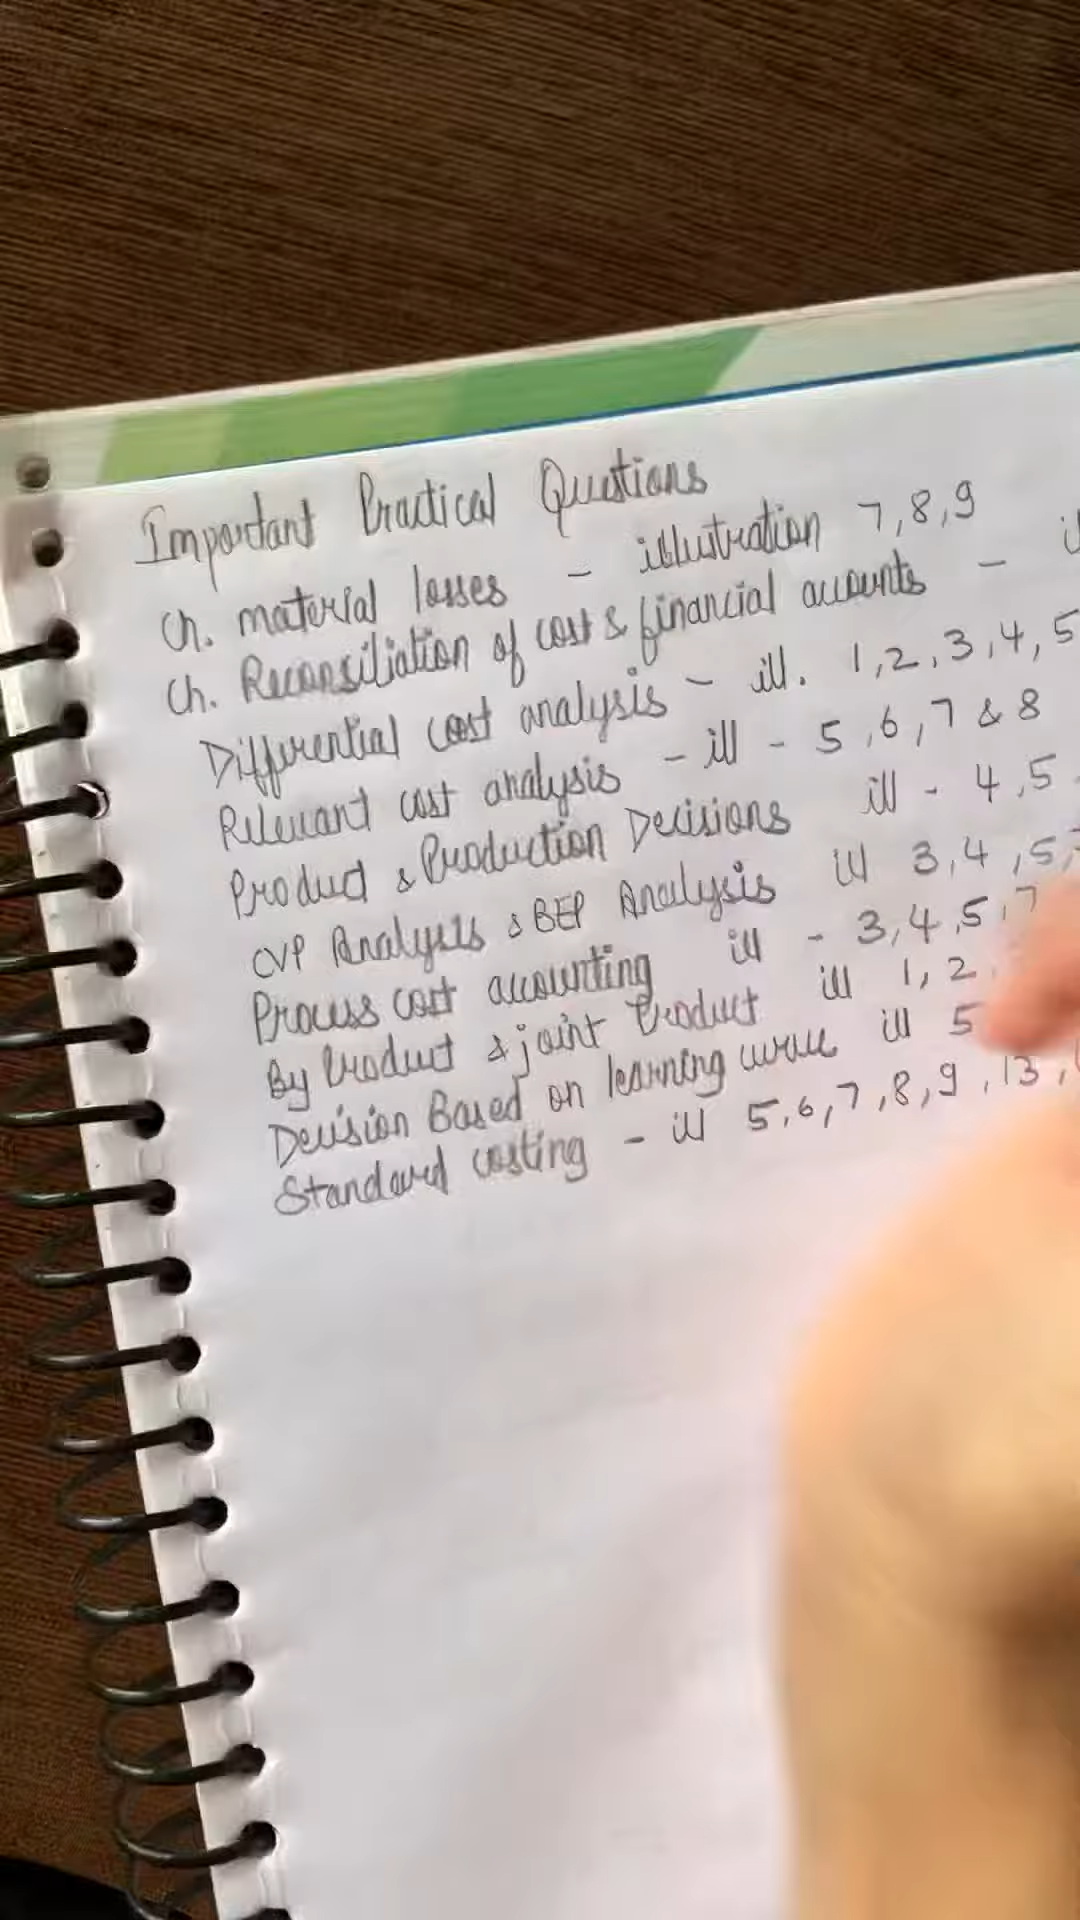 Important Practical Questions
Ch. material losses - illustration 7,8,9
Ch. Reconsiliation of cost & financial accounts -
Differential cost analysis - ill. 1,2,3,4,5
Relevant cost analysis - ill - 5,6,7 & 8
Product & Production Decisions ill - 4,5
CVP Analysis & BEP Analysis ill 3,4,5,
Process cost accounting ill - 3,4,5,7
By Product & joint Product ill 1,2
Decision Based on learning curve ill 5
Standard costing - ill 5,6,7,8,9,13,